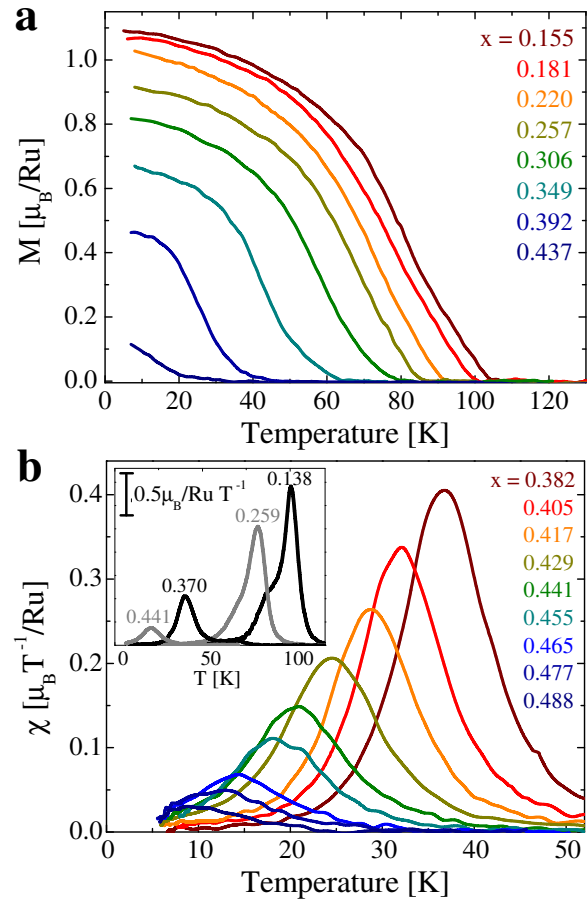 a
M [μB/Ru]
1.0
0.8
0.6
0.4
0.2
0.0
x = 0.155
0.181
0.220
0.257
0.306
0.349
0.392
0.437
20 40 60 80 100 120
Temperature [K]
b
χ [μBT⁻¹/Ru]
0.4
0.3
0.2
0.1
0.0
0.5μB/Ru T⁻¹
0.138
0.259
0.370
0.441
0 50 100
T [K]
x = 0.382
0.405
0.417
0.429
0.441
0.455
0.465
0.477
0.488
10 20 30 40 50
Temperature [K]